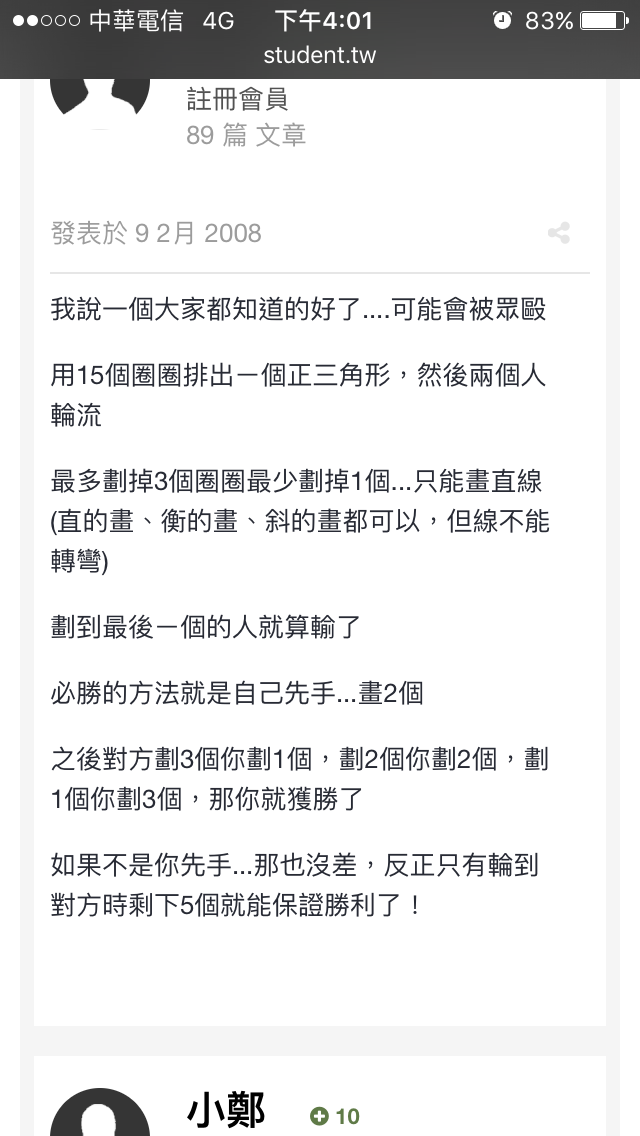 中華電信 4G 下午4:01 83%
student.tw
註冊會員
89 篇 文章
發表於 9 2月 2008
我說一個大家都知道的好了....可能會被眾毆
用15個圈圈排出一個正三角形，然後兩個人
輪流
最多劃掉3個圈圈最少劃掉1個...只能畫直線
(直的畫、衡的畫、斜的畫都可以，但線不能
轉彎)
劃到最後一個的人就算輸了
必勝的方法就是自己先手...畫2個
之後對方劃3個你劃1個，劃2個你劃2個，劃
1個你劃3個，那你就獲勝了
如果不是你先手...那也沒差，反正只有輪到
對方時剩下5個就能保證勝利了！
小鄭 10